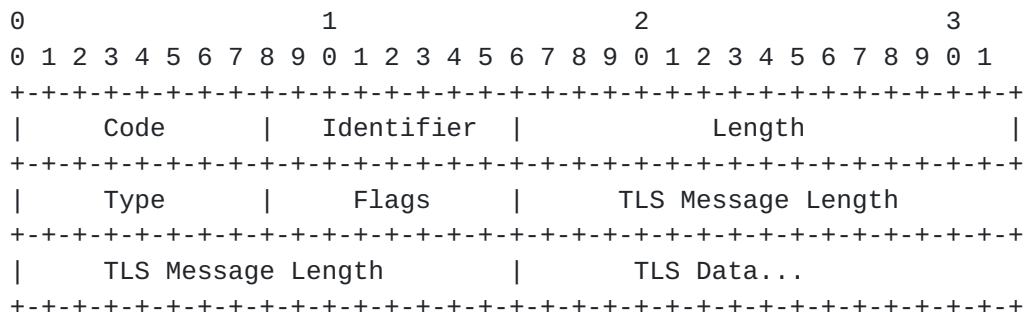 0                   1                   2                   3
0 1 2 3 4 5 6 7 8 9 0 1 2 3 4 5 6 7 8 9 0 1 2 3 4 5 6 7 8 9 0 1
+-+-+-+-+-+-+-+-+-+-+-+-+-+-+-+-+-+-+-+-+-+-+-+-+-+-+-+-+-+-+-+-+
|     Code      |   Identifier  |            Length             |
+-+-+-+-+-+-+-+-+-+-+-+-+-+-+-+-+-+-+-+-+-+-+-+-+-+-+-+-+-+-+-+-+
|     Type      |     Flags     |      TLS Message Length
+-+-+-+-+-+-+-+-+-+-+-+-+-+-+-+-+-+-+-+-+-+-+-+-+-+-+-+-+-+-+-+-+
|     TLS Message Length        |       TLS Data...
+-+-+-+-+-+-+-+-+-+-+-+-+-+-+-+-+-+-+-+-+-+-+-+-+-+-+-+-+-+-+-+-+